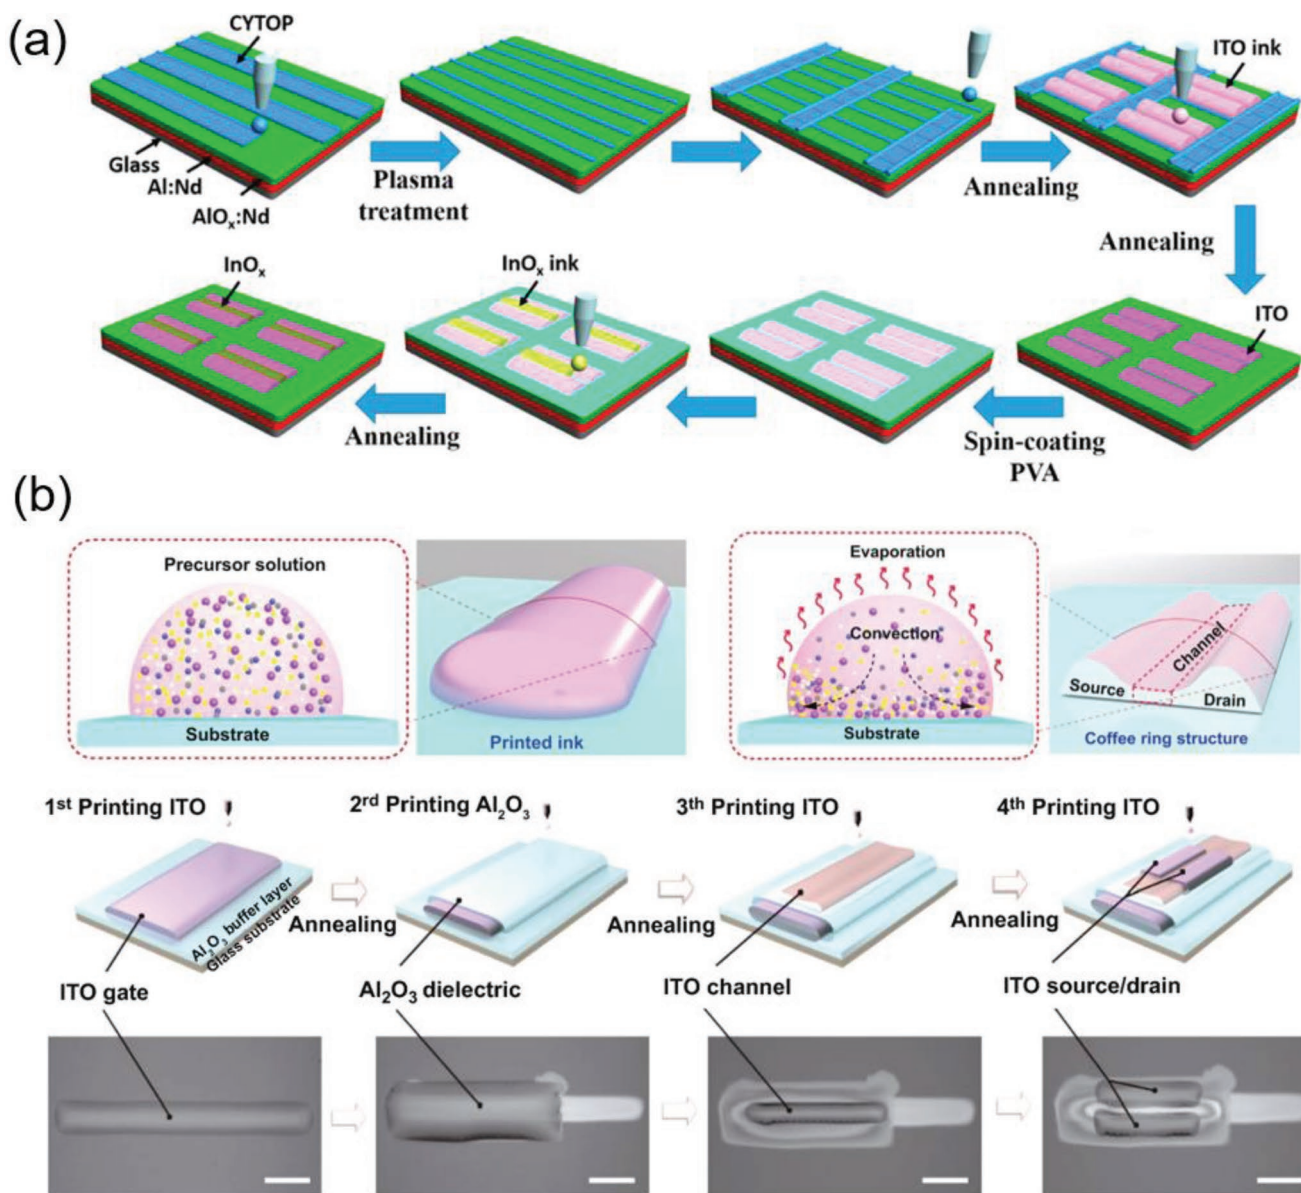 (a)
CYTOP
Glass
Al:Nd
AlOₓ:Nd
Plasma
treatment
Annealing
ITO ink
Annealing
InOₓ
InOₓ ink
ITO
Annealing
Spin-coating
PVA
(b)
Precursor solution
Substrate
Printed ink
Evaporation
Convection
Substrate
Channel
Source
Drain
Coffee ring structure
1ˢᵗ Printing ITO
2ʳᵈ Printing Al₂O₃
3ᵗʰ Printing ITO
4ᵗʰ Printing ITO
Al₂O₃ buffer layer
Glass substrate
Annealing
Annealing
Annealing
ITO gate
Al₂O₃ dielectric
ITO channel
ITO source/drain